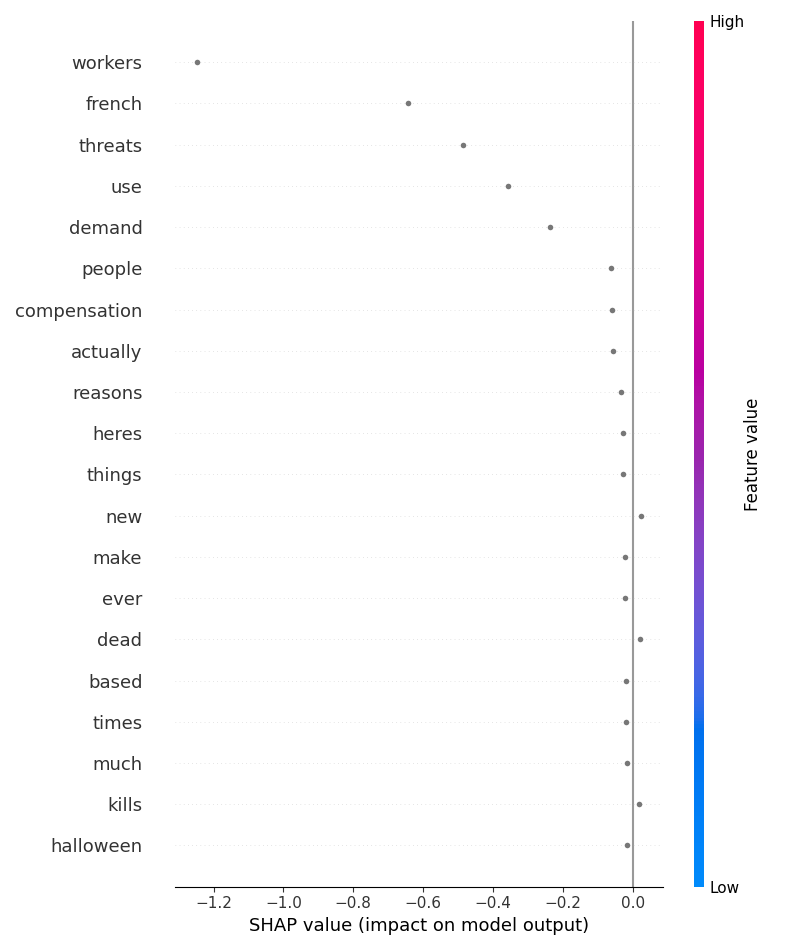 High
workers
french
threats
use
demand
people
compensation
actually
reasons
heres
things
new
make
ever
dead
based
times
much
kills
halloween
Feature value
Low
−1.2 −1.0 −0.8 −0.6 −0.4 −0.2 0.0
SHAP value (impact on model output)